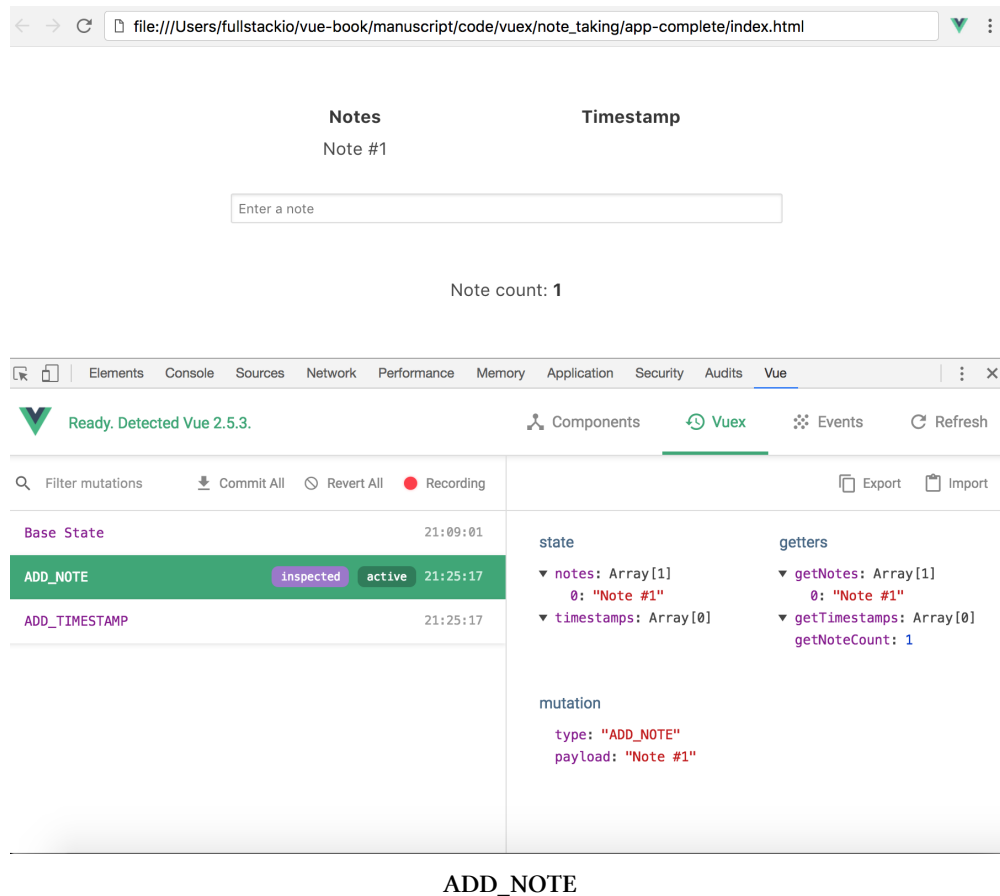 file:///Users/fullstackio/vue-book/manuscript/code/vuex/note_taking/app-complete/index.html
Notes Timestamp
Note #1
Enter a note
Note count: 1
Elements Console Sources Network Performance Memory Application Security Audits Vue
Ready. Detected Vue 2.5.3. Components Vuex Events Refresh
Filter mutations Commit All Revert All Recording Export Import
Base State 21:09:01
ADD_NOTE inspected active 21:25:17
ADD_TIMESTAMP 21:25:17
state getters
notes: Array[1] getNotes: Array[1]
0: "Note #1" 0: "Note #1"
timestamps: Array[0] getTimestamps: Array[0]
getNoteCount: 1
mutation
type: "ADD_NOTE"
payload: "Note #1"
ADD_NOTE